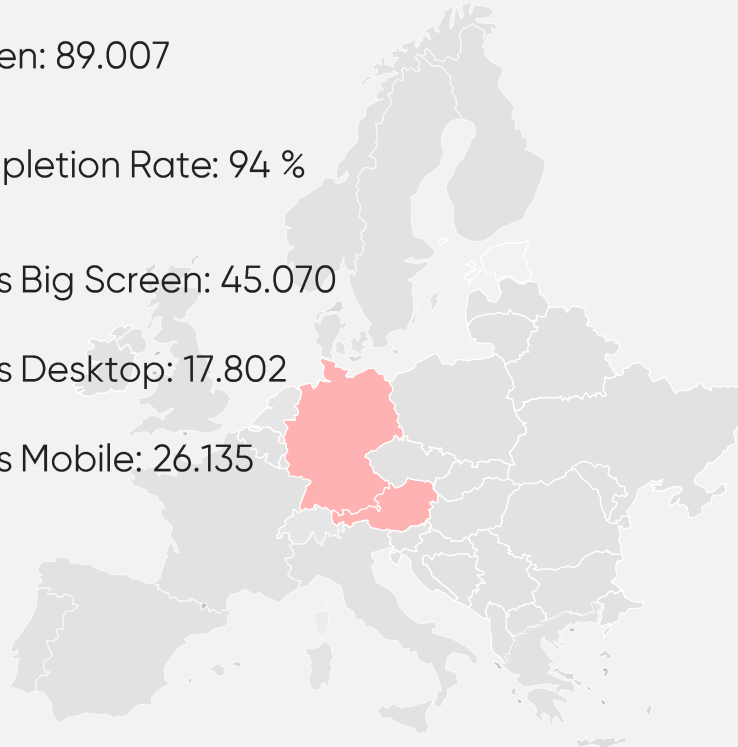 en: 89.007
pletion Rate: 94 %
s Big Screen: 45.070
s Desktop: 17.802
s Mobile: 26.135